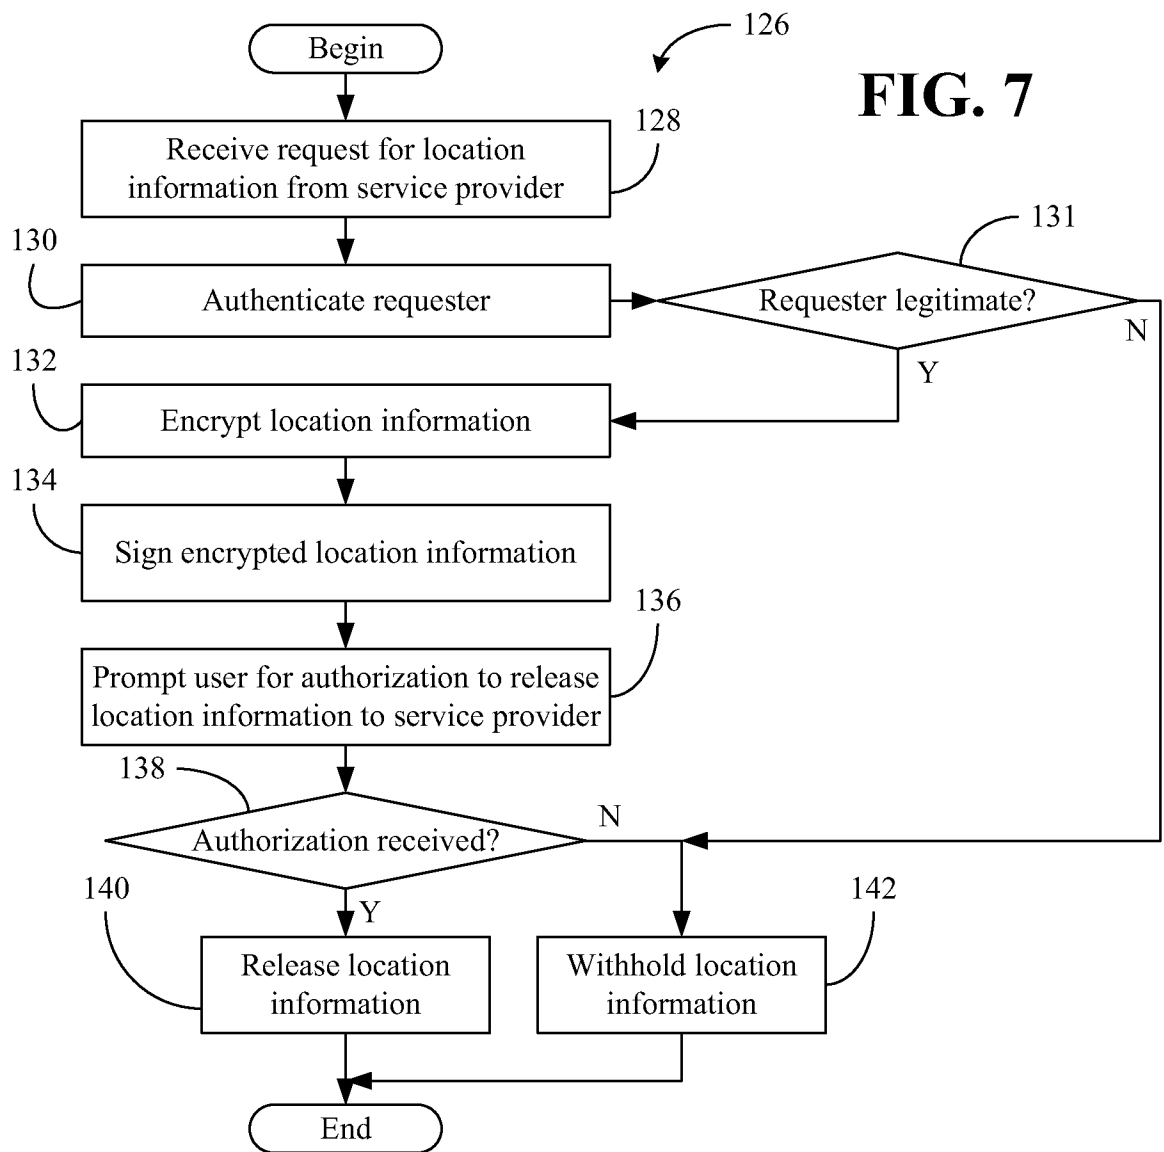 Begin
126
FIG. 7
Receive request for location
information from service provider
128
130
Authenticate requester
131
Requester legitimate?
N
Y
132
Encrypt location information
134
Sign encrypted location information
136
Prompt user for authorization to release
location information to service provider
138
Authorization received?
N
Y
140
Release location
information
142
Withhold location
information
End